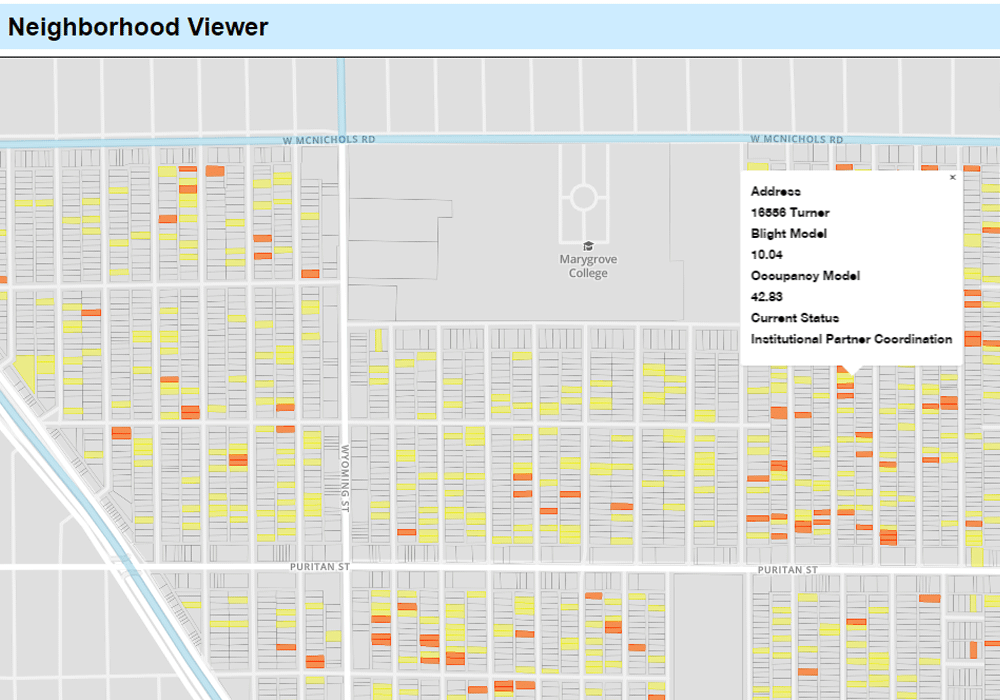 Neighborhood Viewer
W MCNICHOLS RD
W MCNICHOLS RD
×
Address
16556 Turner
Blight Model
10.04
Occupancy Model
42.83
Current Status
Institutional Partner Coordination
Marygrove
College
WYOMING ST
PURITAN ST
PURITAN ST